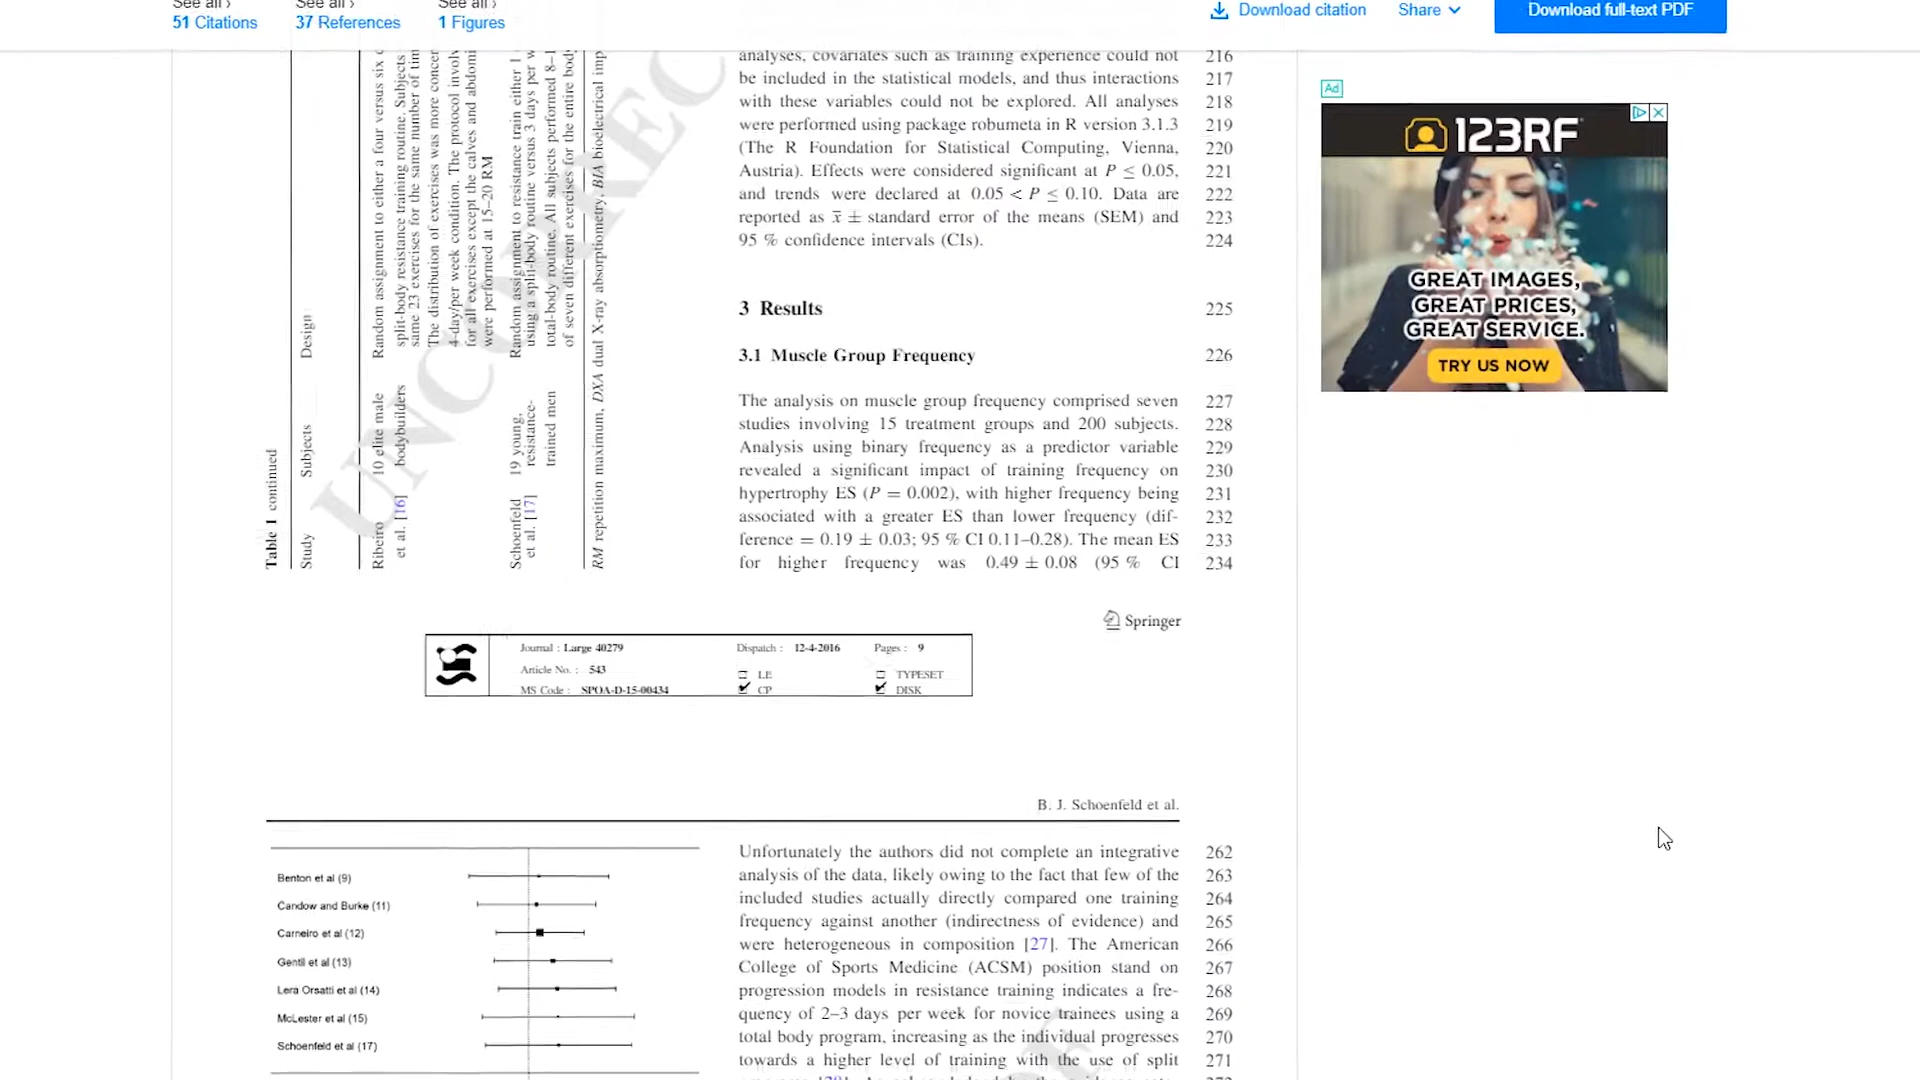 See all ›
See all ›
See all ›
51 Citations
37 References
1 Figures
Download citation
Share
Download full-text PDF
Table 1 continued
Study
Subjects
Design
Ribeiro
et al. [16]
10 elite male
bodybuilders
Random assignment to either a four versus six
split-body resistance training routine. Subjects
same 23 exercises for the same number of
The distribution of exercises was more
4-day/per week condition. The protocol
for all exercises except the calves and
were performed at 15–20 RM
Schoenfeld
et al. [17]
19 young,
resistance-
trained men
Random assignment to resistance train either 1
using a split-body routine versus 3 days per
total-body routine. All subjects performed
of seven different exercises for the entire
RM repetition maximum, DXA dual X-ray absorptiometry, BIA bioelectrical
UNCORREC
analyses, covariates such as training experience could not 216
be included in the statistical models, and thus interactions 217
with these variables could not be explored. All analyses 218
were performed using package robumeta in R version 3.1.3 219
(The R Foundation for Statistical Computing, Vienna, 220
Austria). Effects were considered significant at P ≤ 0.05, 221
and trends were declared at 0.05 < P ≤ 0.10. Data are 222
reported as x̄ ± standard error of the means (SEM) and 223
95 % confidence intervals (CIs). 224
3 Results 225
3.1 Muscle Group Frequency 226
The analysis on muscle group frequency comprised seven 227
studies involving 15 treatment groups and 200 subjects. 228
Analysis using binary frequency as a predictor variable 229
revealed a significant impact of training frequency on 230
hypertrophy ES (P = 0.002), with higher frequency being 231
associated with a greater ES than lower frequency (dif- 232
ference = 0.19 ± 0.03; 95 % CI 0.11–0.28). The mean ES 233
for higher frequency was 0.49 ± 0.08 (95 % CI 234
Springer
Journal : Large 40279 Dispatch : 12-4-2016 Pages : 9
Article No. : 543 LE TYPESET
MS Code : SPOA-D-15-00434 CP DISK
B. J. Schoenfeld et al.
Benton et al (9)
Candow and Burke (11)
Carneiro et al (12)
Gentil et al (13)
Lera Orsatti et al (14)
McLester et al (15)
Schoenfeld et al (17)
Unfortunately the authors did not complete an integrative 262
analysis of the data, likely owing to the fact that few of the 263
included studies actually directly compared one training 264
frequency against another (indirectness of evidence) and 265
were heterogeneous in composition [27]. The American 266
College of Sports Medicine (ACSM) position stand on 267
progression models in resistance training indicates a fre- 268
quency of 2–3 days per week for novice trainees using a 269
total body program, increasing as the individual progresses 270
towards a higher level of training with the use of split 271
Ad
123RF
GREAT IMAGES,
GREAT PRICES,
GREAT SERVICE.
TRY US NOW